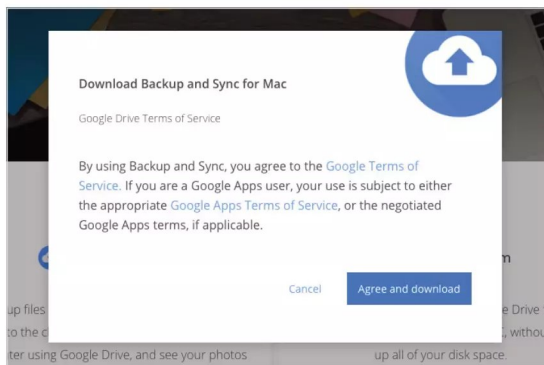 Download Backup and Sync for Mac
Google Drive Terms of Service
By using Backup and Sync, you agree to the Google Terms of
Service. If you are a Google Apps user, your use is subject to either
the appropriate Google Apps Terms of Service, or the negotiated
Google Apps terms, if applicable.
Cancel
Agree and download
up files
e Drive
to the
withou
ter using Google Drive, and see your photos
up all of your disk space.